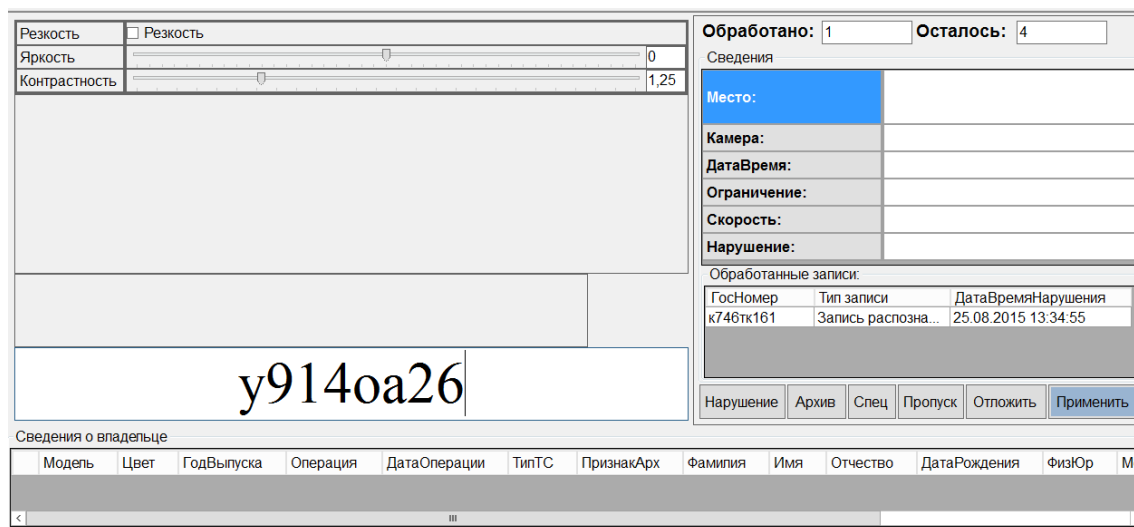 Резкость Резкость
Яркость 0
Контрастность 1,25
у914оа26
Обработано: 1 Осталось: 4
Сведения
Место:
Камера:
ДатаВремя:
Ограничение:
Скорость:
Нарушение:
Обработанные записи:
ГосНомер Тип записи ДатаВремяНарушения
к746тк161 Запись распозна... 25.08.2015 13:34:55
Нарушение Архив Спец Пропуск Отложить Применить
Сведения о владельце
Модель Цвет ГодВыпуска Операция ДатаОперации ТипТС ПризнакАрх Фамилия Имя Отчество ДатаРождения ФизЮр М